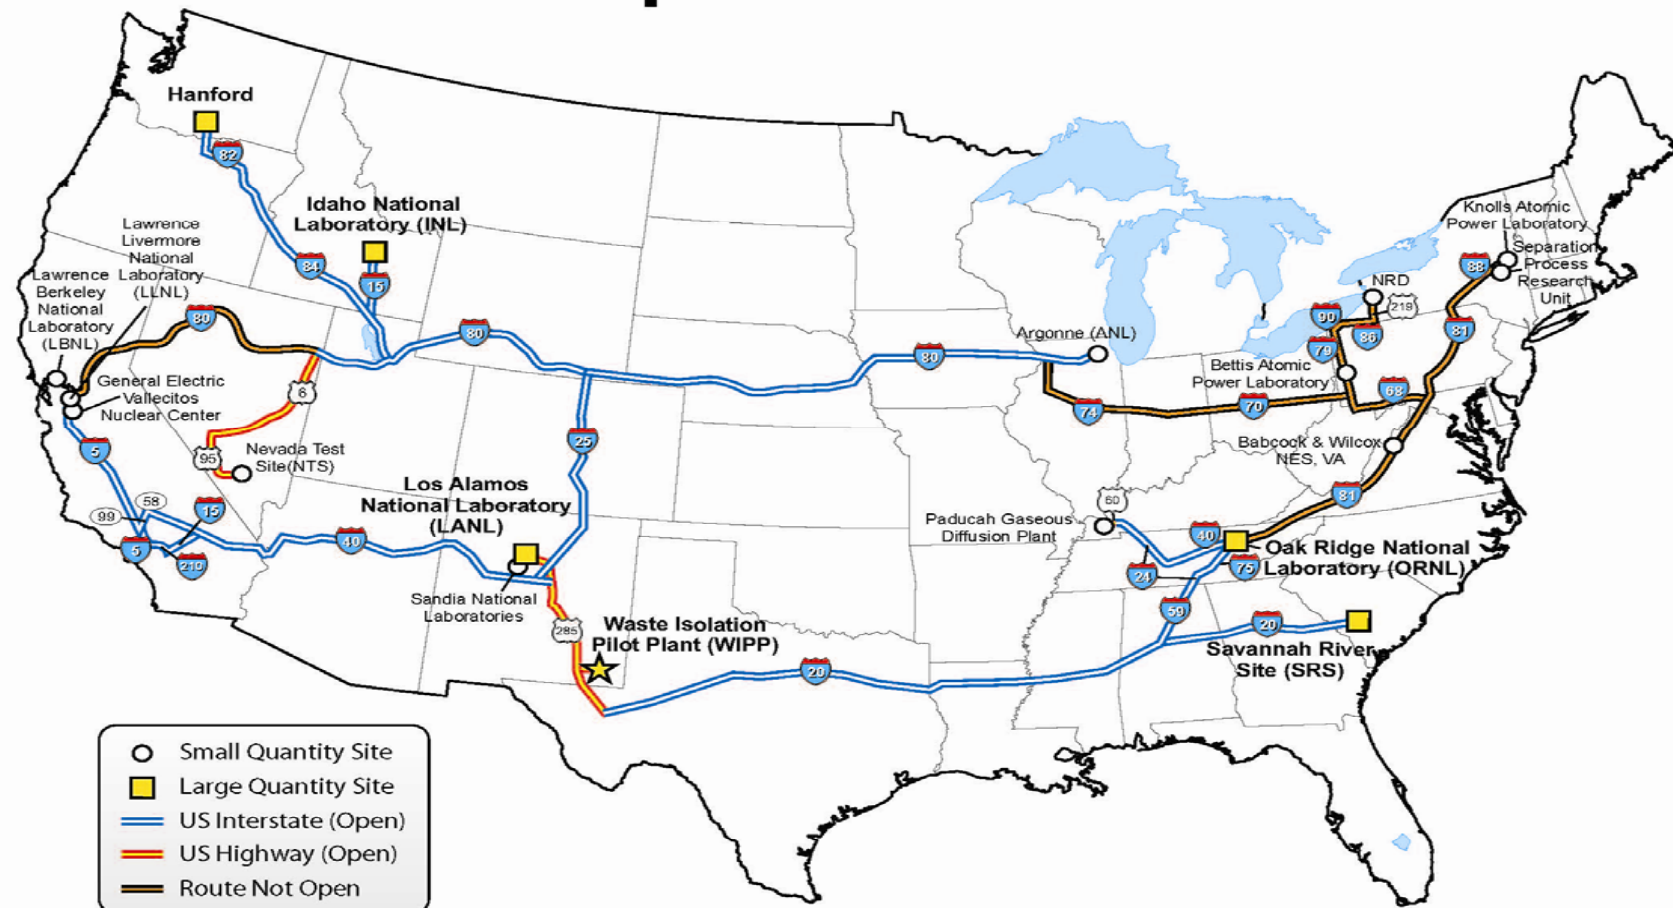 Hanford
82
Idaho National
Laboratory (INL)
84
15
Lawrence
Livermore
National
Laboratory
(LLNL)
Lawrence
Berkeley
National
Laboratory
(LBNL)
80
80
General Electric
Vallecitos
Nuclear Center
6
95
Nevada Test
Site(NTS)
5
58
99
15
5
210
40
25
Los Alamos
National Laboratory
(LANL)
Sandia National
Laboratories
285
Waste Isolation
Pilot Plant (WIPP)
20
80
Argonne (ANL)
74
70
Bettis Atomic
Power Laboratory
68
79
90
86
NRD
219
Knolls Atomic
Power Laboratory
Separation
Process
Research
Unit
88
81
Babcock & Wilcox
NES, VA
81
60
Paducah Gaseous
Diffusion Plant
40
24
75
Oak Ridge National
Laboratory (ORNL)
59
20
Savannah River
Site (SRS)
Small Quantity Site
Large Quantity Site
US Interstate (Open)
US Highway (Open)
Route Not Open